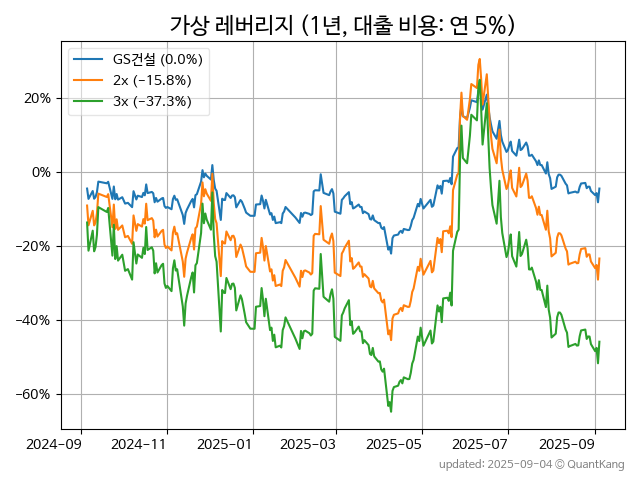 가상 레버리지 (1년, 대출 비용: 연 5%)
GS건설 (0.0%)
2x (−15.8%)
3x (−37.3%)
20%
0%
−20%
−40%
−60%
2024−09 2024−11 2025−01 2025−03 2025−05 2025−07 2025−09
updated: 2025-09-04 © QuantKang